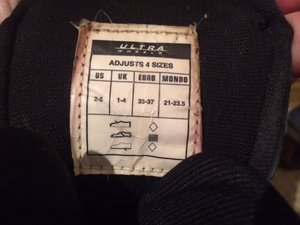 ULTRA
WHEELS
ADJUSTS 4 SIZES
US UK EURO MONDO
2-5 1-4 33-37 21-23.5